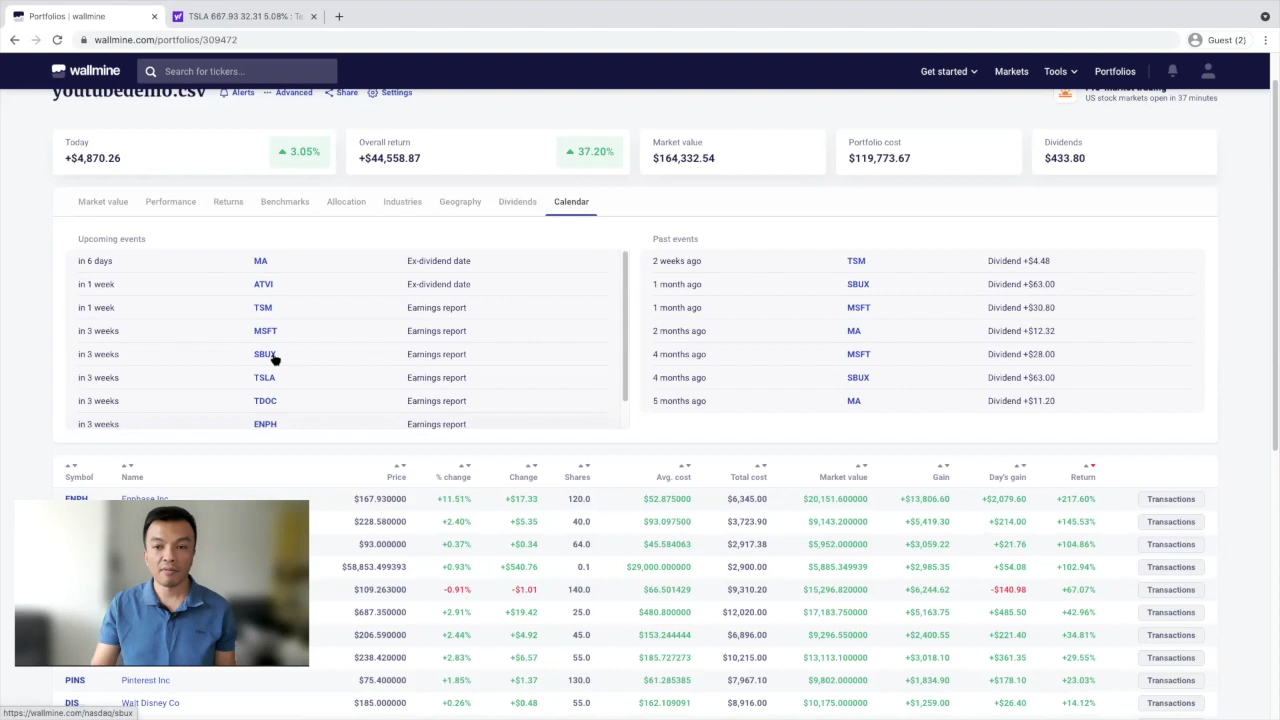 Portfolios | wallmine
TSLA 667.93 32.31 5.08% : Te
wallmine.com/portfolios/309472
Guest (2)
wallmine
Search for tickers...
Get started
Markets
Tools
Portfolios
youtubedemo.csv
Alerts
Advanced
Share
Settings
Pre-market trading
US stock markets open in 37 minutes
Today
+$4,870.26
3.05%
Overall return
+$44,558.87
37.20%
Market value
$164,332.54
Portfolio cost
$119,773.67
Dividends
$433.80
Market value Performance Returns Benchmarks Allocation Industries Geography Dividends Calendar
Upcoming events
in 6 days MA Ex-dividend date
in 1 week ATVI Ex-dividend date
in 1 week TSM Earnings report
in 3 weeks MSFT Earnings report
in 3 weeks SBUX Earnings report
in 3 weeks TSLA Earnings report
in 3 weeks TDOC Earnings report
in 3 weeks ENPH Earnings report
Past events
2 weeks ago TSM Dividend +$4.48
1 month ago SBUX Dividend +$63.00
1 month ago MSFT Dividend +$30.80
2 months ago MA Dividend +$12.32
4 months ago MSFT Dividend +$28.00
4 months ago SBUX Dividend +$63.00
5 months ago MA Dividend +$11.20
Symbol Name Price % change Change Shares Avg. cost Total cost Market value Gain Day's gain Return
ENPH Enphase Inc $167.930000 +11.51% +$17.33 120.0 $52.875000 $6,345.00 $20,151.600000 +$13,806.60 +$2,079.60 +217.60% Transactions
$228.580000 +2.40% +$5.35 40.0 $93.097500 $3,723.90 $9,143.200000 +$5,419.30 +$214.00 +145.53% Transactions
$93.000000 +0.37% +$0.34 64.0 $45.584063 $2,917.38 $5,952.000000 +$3,059.22 +$21.76 +104.86% Transactions
$58,853.499393 +0.93% +$540.76 0.1 $29,000.000000 $2,900.00 $5,885.349939 +$2,985.35 +$54.08 +102.94% Transactions
$109.263000 -0.91% -$1.01 140.0 $66.501429 $9,310.20 $15,296.820000 +$6,244.62 -$140.98 +67.07% Transactions
$687.350000 +2.91% +$19.42 25.0 $480.800000 $12,020.00 $17,183.750000 +$5,163.75 +$485.50 +42.96% Transactions
$206.590000 +2.44% +$4.92 45.0 $153.244444 $6,896.00 $9,296.550000 +$2,400.55 +$221.40 +34.81% Transactions
$238.420000 +2.83% +$6.57 55.0 $185.727273 $10,215.00 $13,113.100000 +$3,018.10 +$361.35 +29.55% Transactions
PINS Pinterest Inc $75.400000 +1.85% +$1.37 130.0 $61.285385 $7,967.10 $9,802.000000 +$1,834.90 +$178.10 +23.03% Transactions
DIS Walt Disney Co $185.000000 +0.26% +$0.48 55.0 $162.109091 $8,916.00 $10,175.000000 +$1,259.00 +$26.40 +14.12% Transactions
https://wallmine.com/nasdaq/sbux